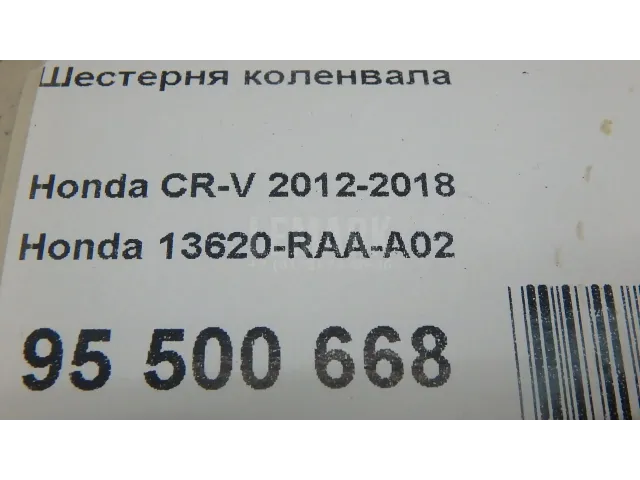 Шестерня коленвала
Honda CR-V 2012-2018
Honda 13620-RAA-A02
95 500 668